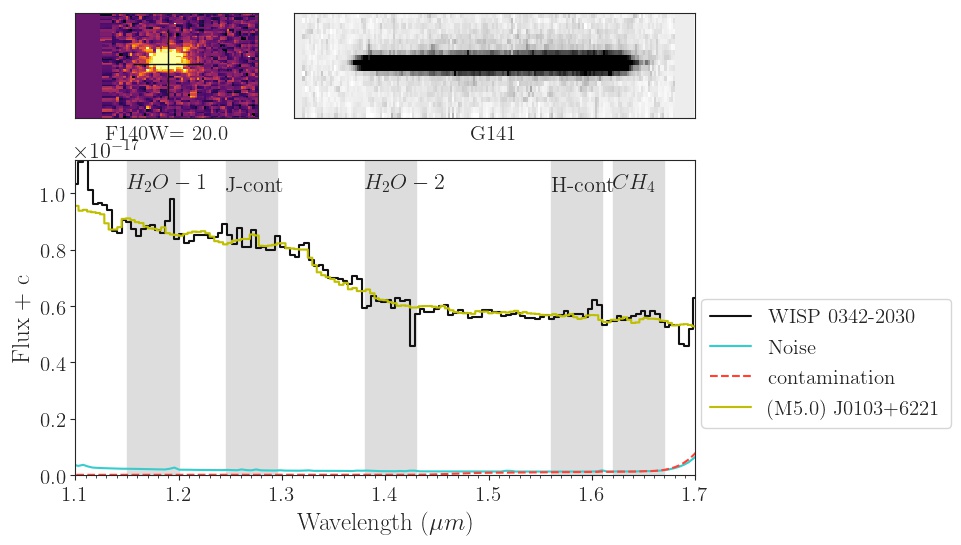 F140W= 20.0
G141
×10⁻¹⁷
H₂O − 1
J-cont
H₂O − 2
H-cont
CH₄
1.0
0.8
0.6
0.4
0.2
0.0
Flux + c
1.1
1.2
1.3
1.4
1.5
1.6
1.7
Wavelength (μm)
WISP 0342-2030
Noise
contamination
(M5.0) J0103+6221